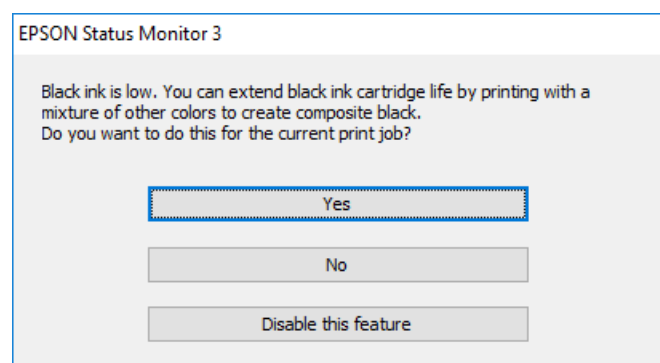 EPSON Status Monitor 3
Black ink is low. You can extend black ink cartridge life by printing with a
mixture of other colors to create composite black.
Do you want to do this for the current print job?
Yes
No
Disable this feature